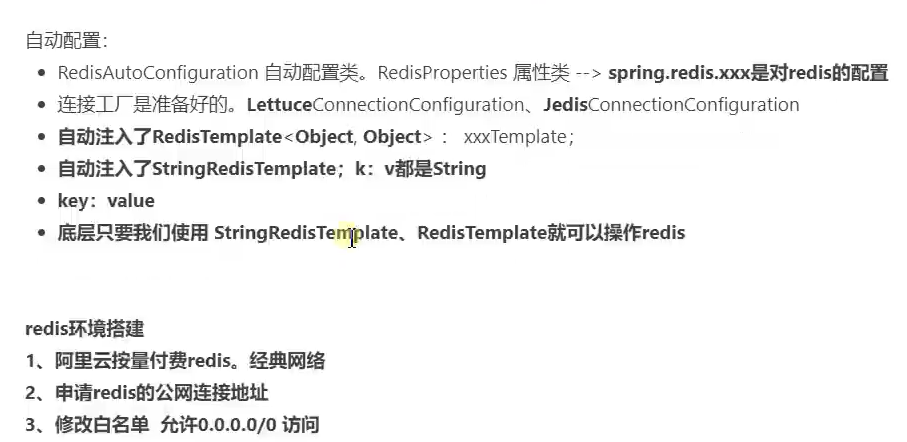 自动配置：
• RedisAutoConfiguration 自动配置类。RedisProperties 属性类 --> spring.redis.xxx是对redis的配置
• 连接工厂是准备好的。LettuceConnectionConfiguration、JedisConnectionConfiguration
• 自动注入了RedisTemplate<Object, Object> ： xxxTemplate；
• 自动注入了StringRedisTemplate；k：v都是String
• key：value
• 底层只要我们使用 StringRedisTemplate、RedisTemplate就可以操作redis
redis环境搭建
1、阿里云按量付费redis。经典网络
2、申请redis的公网连接地址
3、修改白名单 允许0.0.0.0/0 访问